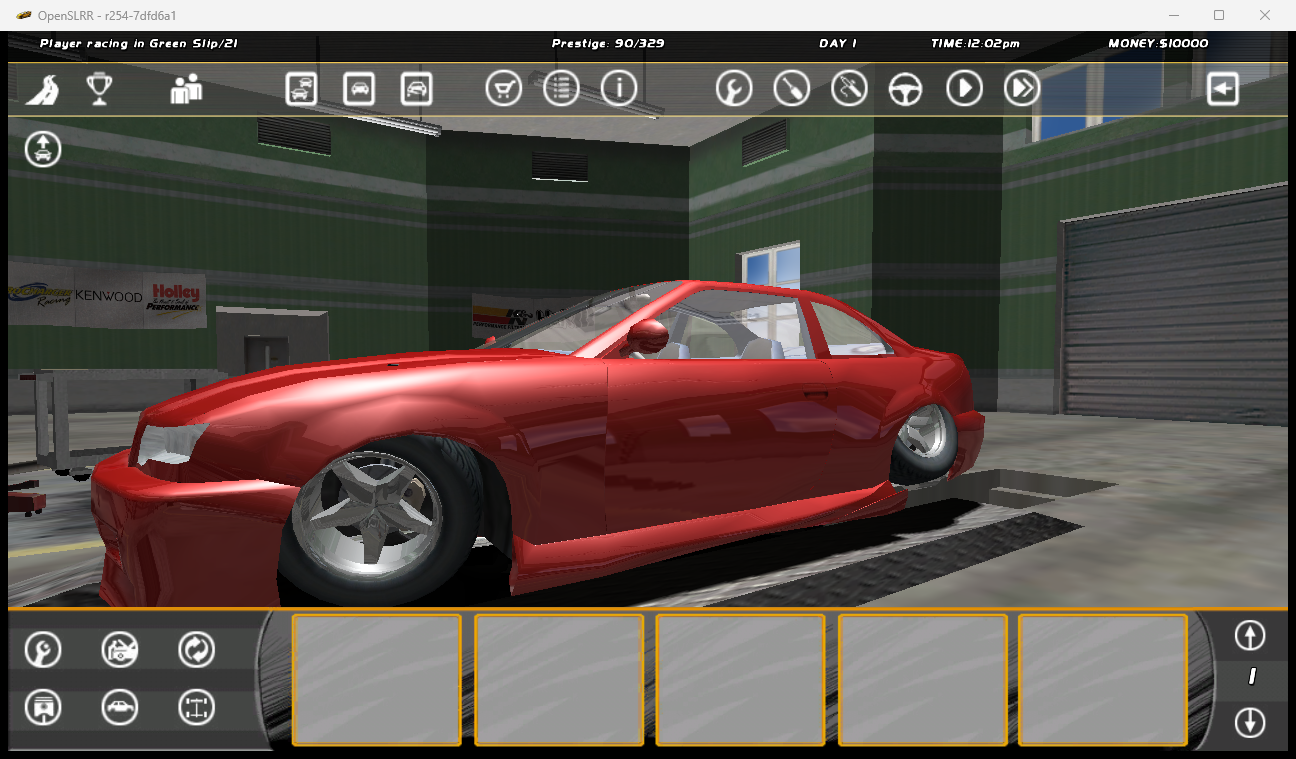 OpenSLRR - r254-7dfd6a1
Player racing in Green Slip/21 Prestige: 90/329 DAY 1 TIME:12:02pm MONEY:$10000
Racing KENWOOD Holley
PERFORMANCE
1